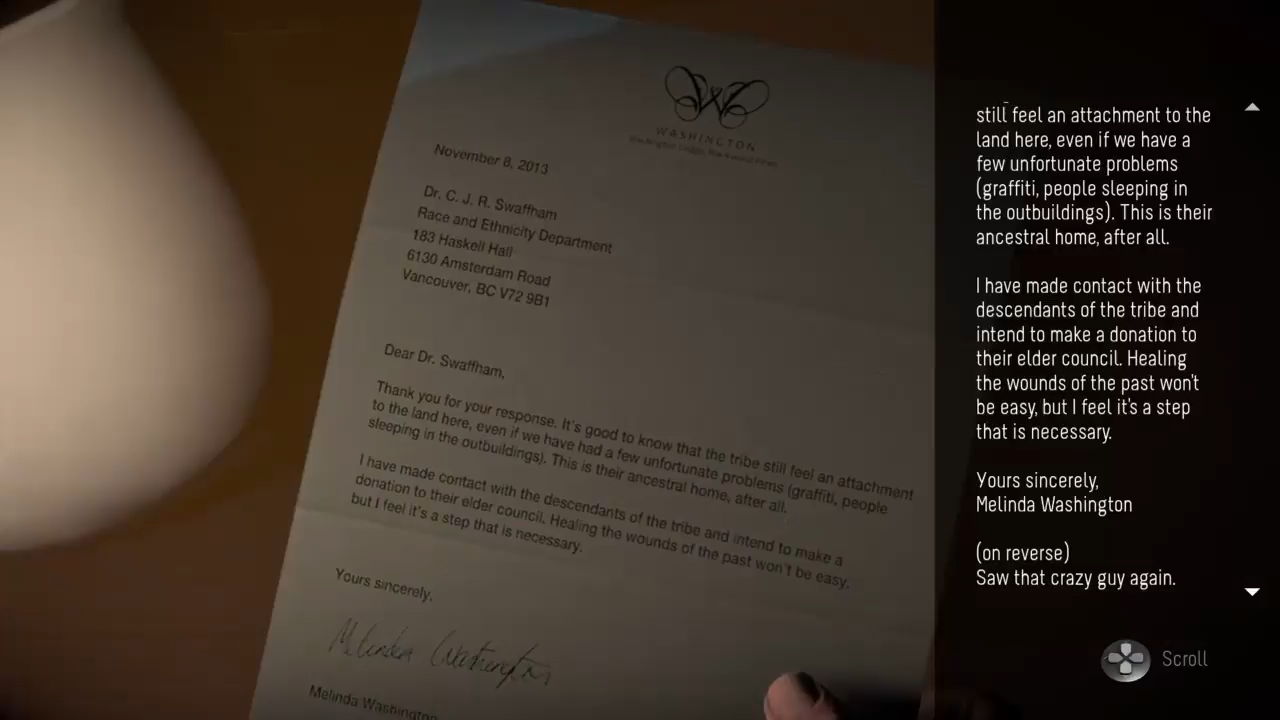 W
WASHINGTON
November 8, 2013
Dr. C. J. R. Swaffham
Race and Ethnicity Department
183 Haskell Hall
6130 Amsterdam Road
Vancouver, BC V72 9B1
Dear Dr. Swaffham,
Thank you for your response. It's good to know that the tribe still feel an attachment
to the land here, even if we have had a few unfortunate problems (graffiti, people
sleeping in the outbuildings). This is their ancestral home, after all.
I have made contact with the descendants of the tribe and intend to make a
donation to their elder council. Healing the wounds of the past won't be easy,
but I feel it's a step that is necessary.
Yours sincerely,
Melinda Washington
Melinda Washington
still feel an attachment to the
land here, even if we have a
few unfortunate problems
(graffiti, people sleeping in
the outbuildings). This is their
ancestral home, after all.
I have made contact with the
descendants of the tribe and
intend to make a donation to
their elder council. Healing
the wounds of the past won't
be easy, but I feel it's a step
that is necessary.
Yours sincerely,
Melinda Washington
(on reverse)
Saw that crazy guy again.
Scroll